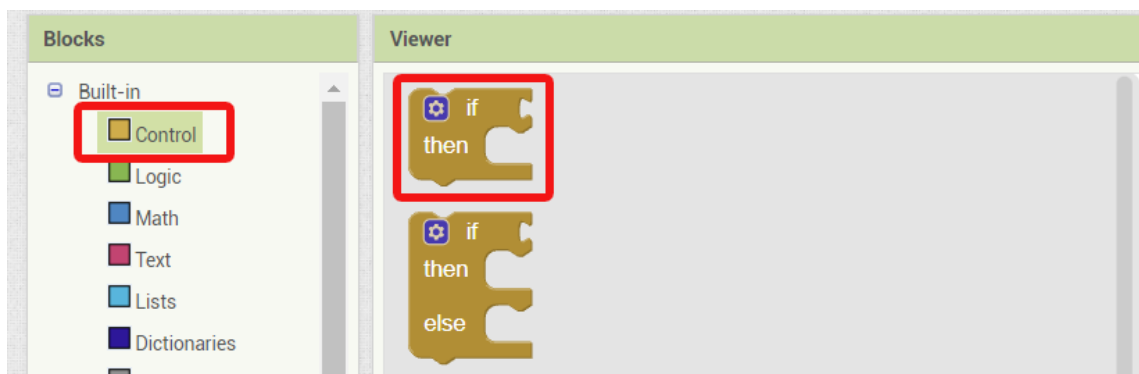 Blocks
Viewer
Built-in
Control
Logic
Math
Text
Lists
Dictionaries
if
then
if
then
else